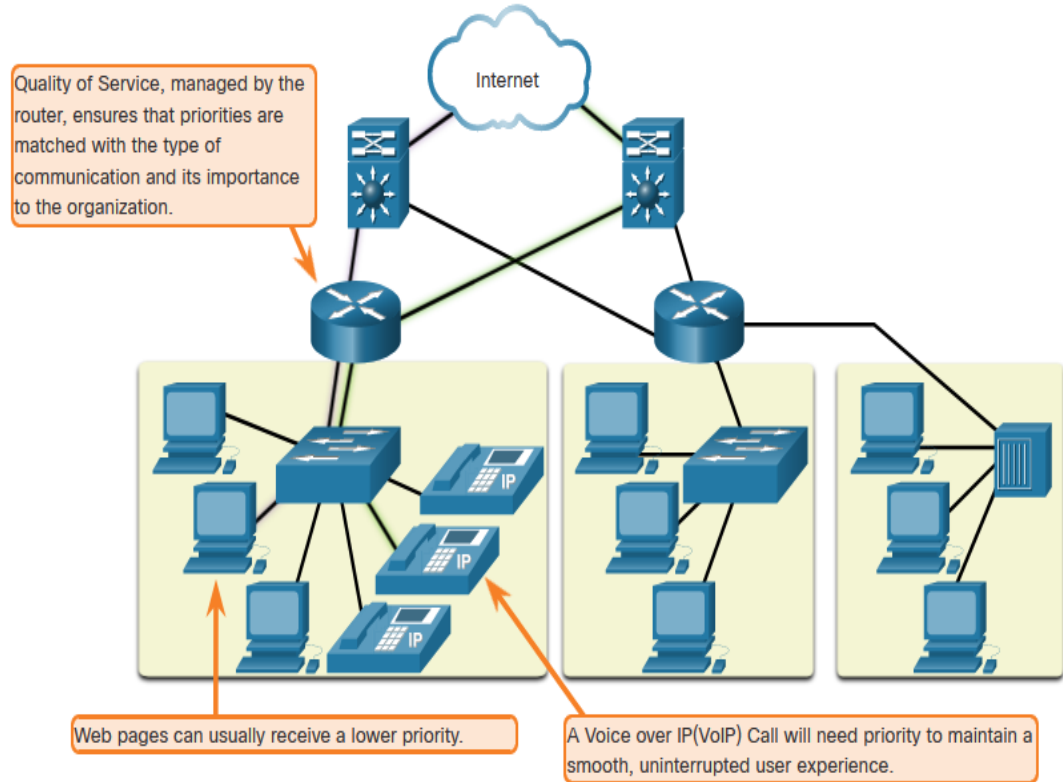 Internet
Quality of Service, managed by the
router, ensures that priorities are
matched with the type of
communication and its importance
to the organization.
IP
IP
IP
Web pages can usually receive a lower priority.
A Voice over IP(VoIP) Call will need priority to maintain a
smooth, uninterrupted user experience.